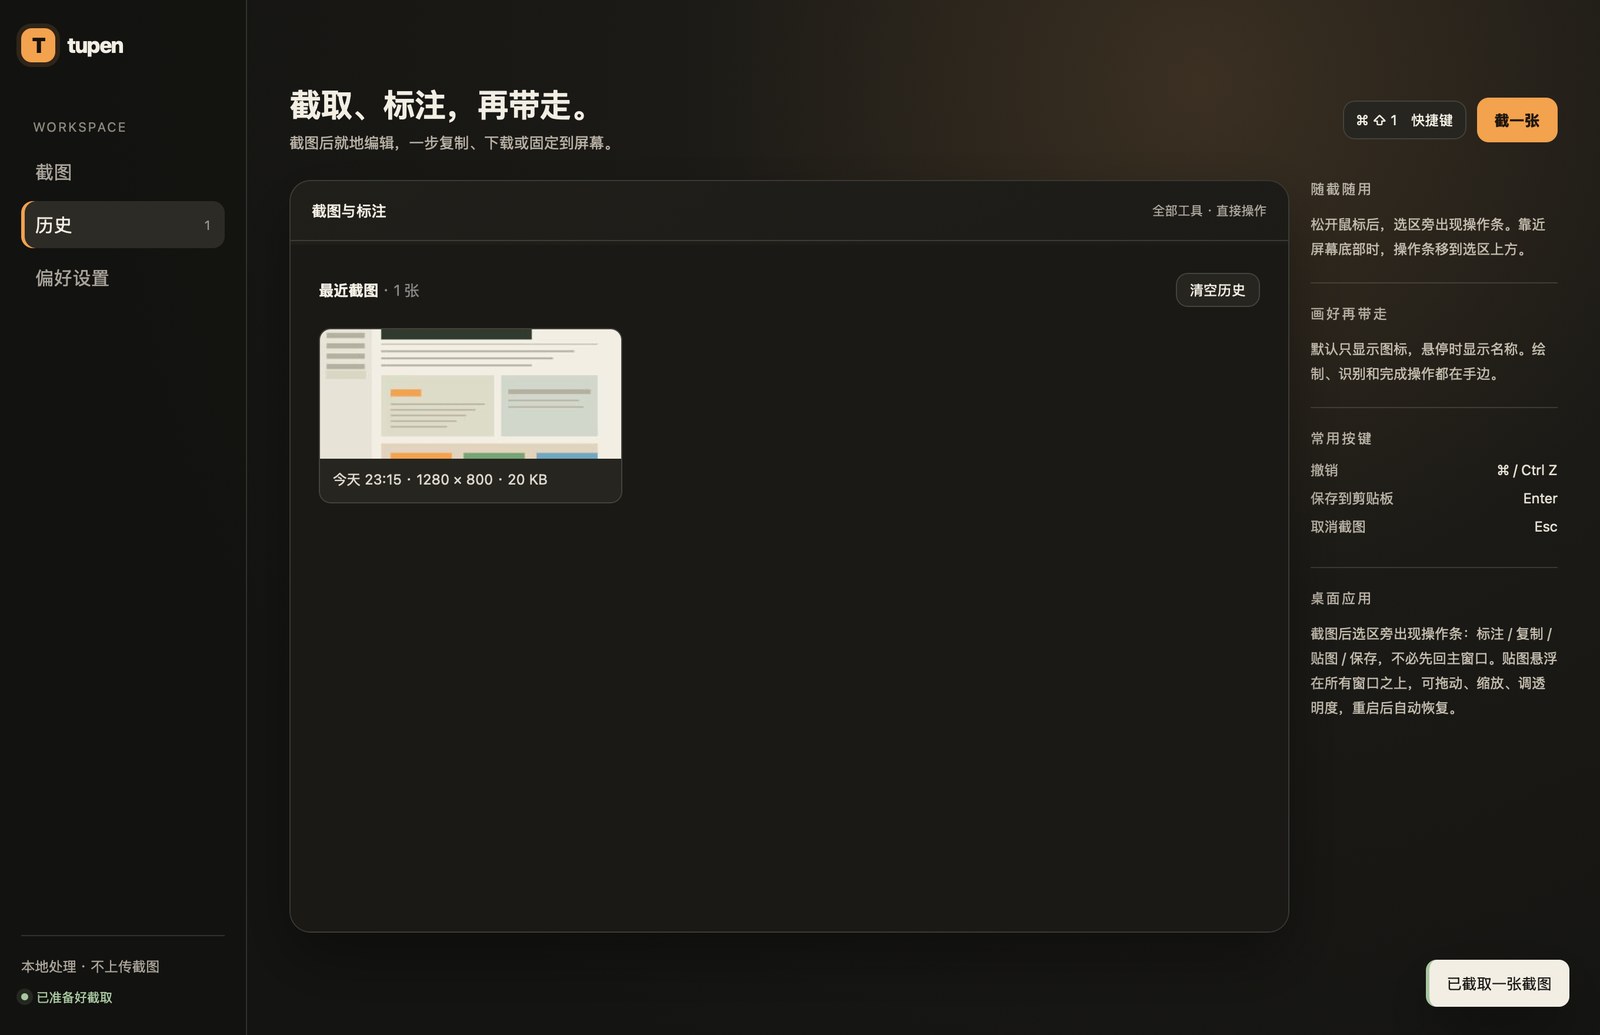 T tupen
WORKSPACE
截图
历史 1
偏好设置
本地处理 · 不上传截图
已准备好截取
截取、标注，再带走。
截图后就地编辑，一步复制、下载或固定到屏幕。
⌘ ⇧ 1 快捷键
截一张
截图与标注
全部工具 · 直接操作
最近截图 · 1 张
清空历史
今天 23:15 · 1280 × 800 · 20 KB
随截随用
松开鼠标后，选区旁出现操作条。靠近
屏幕底部时，操作条移到选区上方。
画好再带走
默认只显示图标，悬停时显示名称。绘
制、识别和完成操作都在手边。
常用按键
撤销 ⌘ / Ctrl Z
保存到剪贴板 Enter
取消截图 Esc
桌面应用
截图后选区旁出现操作条：标注 / 复制 /
贴图 / 保存，不必先回主窗口。贴图悬浮
在所有窗口之上，可拖动、缩放、调透
明度，重启后自动恢复。
已截取一张截图